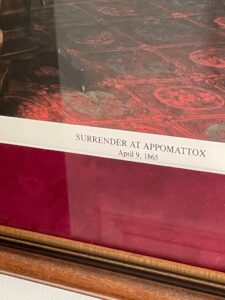 SURRENDER AT APPOMATTOX
April 9, 1865